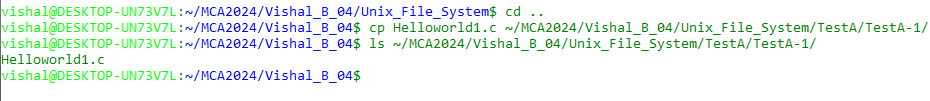 vishal@DESKTOP-UN73V7L:~/MCA2024/Vishal_B_04/Unix_File_System$ cd ..
vishal@DESKTOP-UN73V7L:~/MCA2024/Vishal_B_04$ cp Helloworld1.c ~/MCA2024/Vishal_B_04/Unix_File_System/TestA/TestA-1/
vishal@DESKTOP-UN73V7L:~/MCA2024/Vishal_B_04$ ls ~/MCA2024/Vishal_B_04/Unix_File_System/TestA/TestA-1/
Helloworld1.c
vishal@DESKTOP-UN73V7L:~/MCA2024/Vishal_B_04$